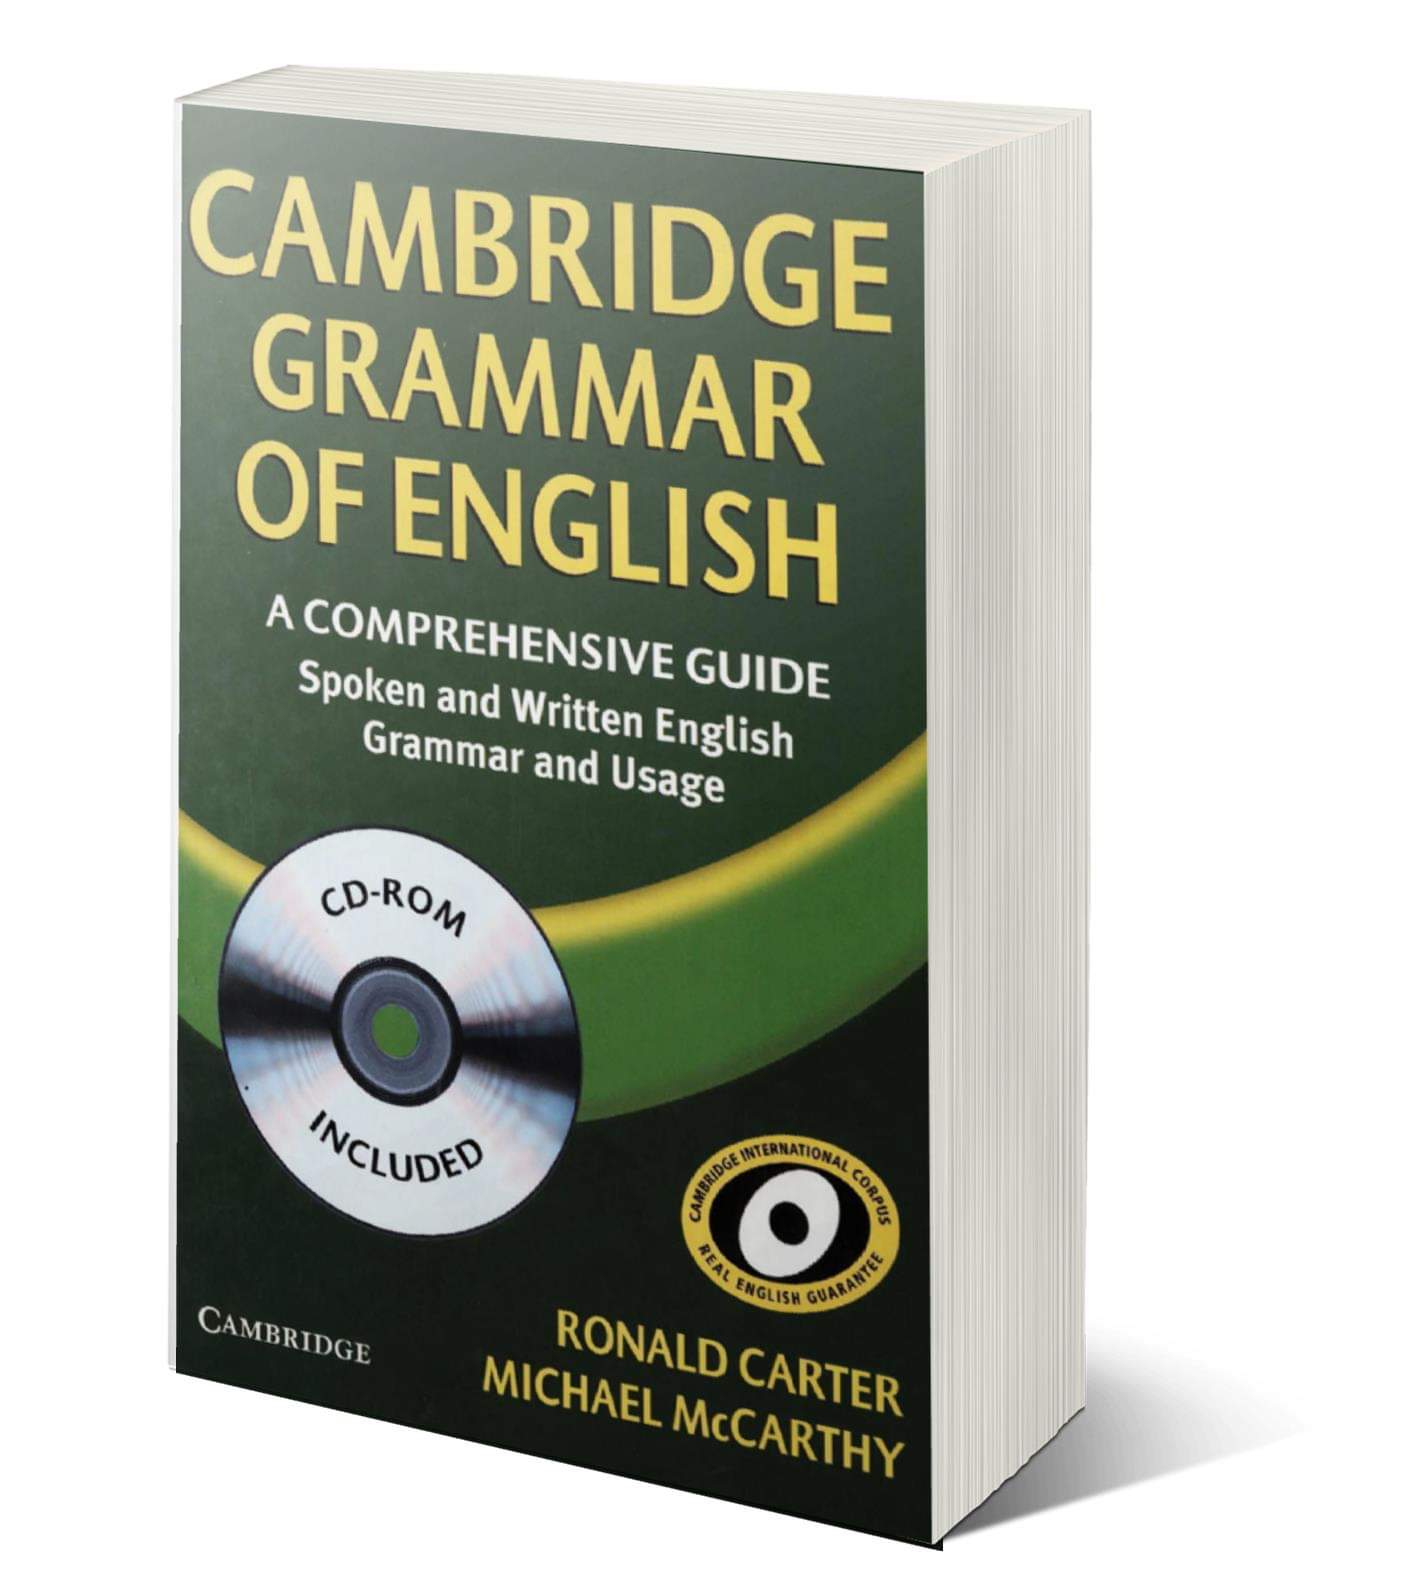 CAMBRIDGE
GRAMMAR
OF ENGLISH
A COMPREHENSIVE GUIDE
Spoken and Written English
Grammar and Usage
CD-ROM
INCLUDED
CAMBRIDGE INTERNATIONAL CORPUS
REAL ENGLISH GUARANTEE
CAMBRIDGE
RONALD CARTER
MICHAEL McCARTHY